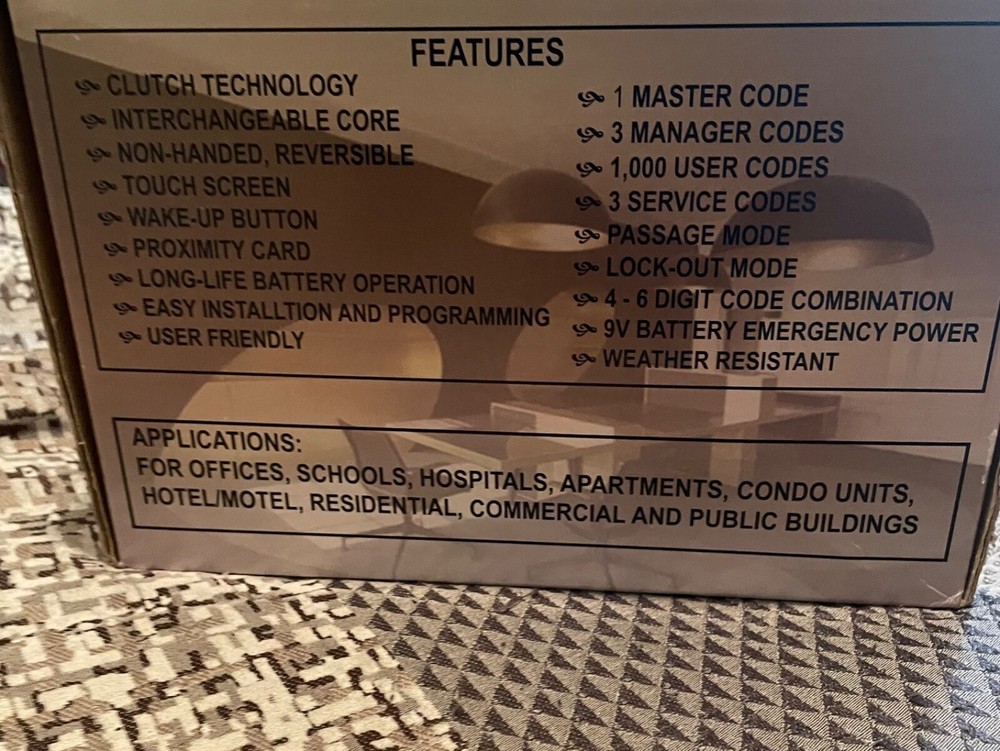 FEATURES
CLUTCH TECHNOLOGY
INTERCHANGEABLE CORE
NON-HANDED, REVERSIBLE
TOUCH SCREEN
WAKE-UP BUTTON
PROXIMITY CARD
LONG-LIFE BATTERY OPERATION
EASY INSTALLTION AND PROGRAMMING
USER FRIENDLY
1 MASTER CODE
3 MANAGER CODES
1,000 USER CODES
3 SERVICE CODES
PASSAGE MODE
LOCK-OUT MODE
4 - 6 DIGIT CODE COMBINATION
9V BATTERY EMERGENCY POWER
WEATHER RESISTANT
APPLICATIONS:
FOR OFFICES, SCHOOLS, HOSPITALS, APARTMENTS, CONDO UNITS,
HOTEL/MOTEL, RESIDENTIAL, COMMERCIAL AND PUBLIC BUILDINGS